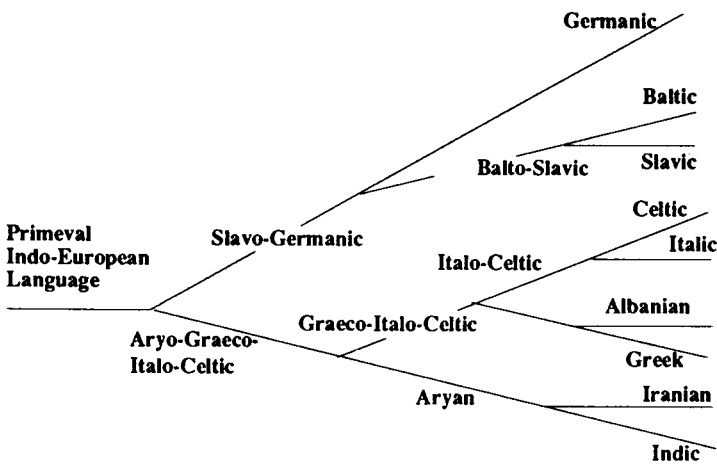 Germanic
Baltic
Balto-Slavic
Slavic
Celtic
Primeval
Indo-European
Language
Slavo-Germanic
Italo-Celtic
Italic
Albanian
Graeco-Italo-Celtic
Aryo-Graeco-
Italo-Celtic
Greek
Aryan
Iranian
Indic